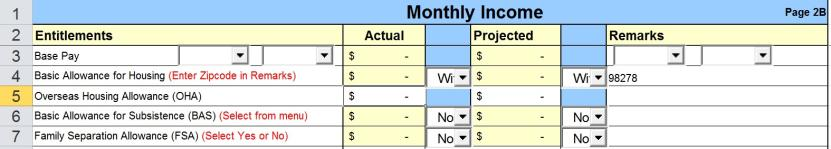 1 Monthly Income Page 2B
2 Entitlements Actual Projected Remarks
3 Base Pay $ - $ -
4 Basic Allowance for Housing (Enter Zipcode in Remarks) $ - $ - 98278
5 Overseas Housing Allowance (OHA) $ - $ -
6 Basic Allowance for Subsistence (BAS) (Select from menu) $ - No $ - No
7 Family Separation Allowance (FSA) (Select Yes or No) $ - No $ - No